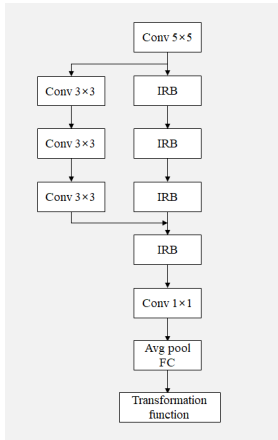 Conv 5×5
Conv 3×3
IRB
Conv 3×3
IRB
Conv 3×3
IRB
IRB
Conv 1×1
Avg pool
FC
Transformation
function